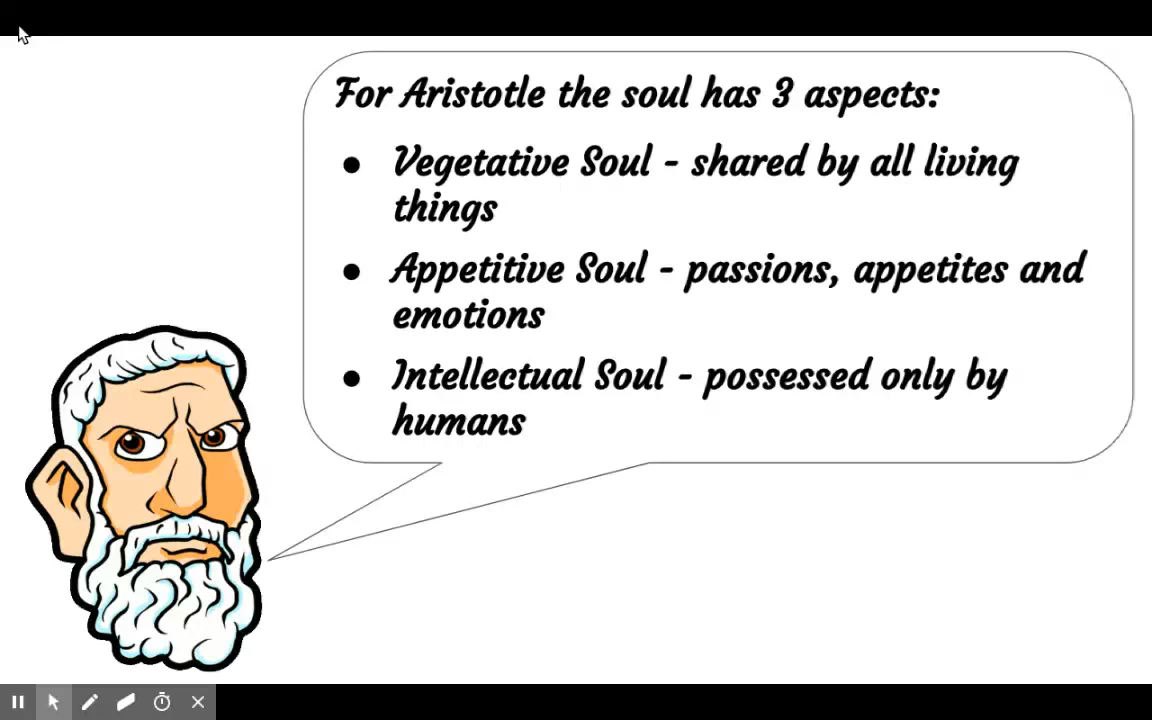 For Aristotle the soul has 3 aspects:
● Vegetative Soul - shared by all living
things
● Appetitive Soul - passions, appetites and
emotions
● Intellectual Soul - possessed only by
humans